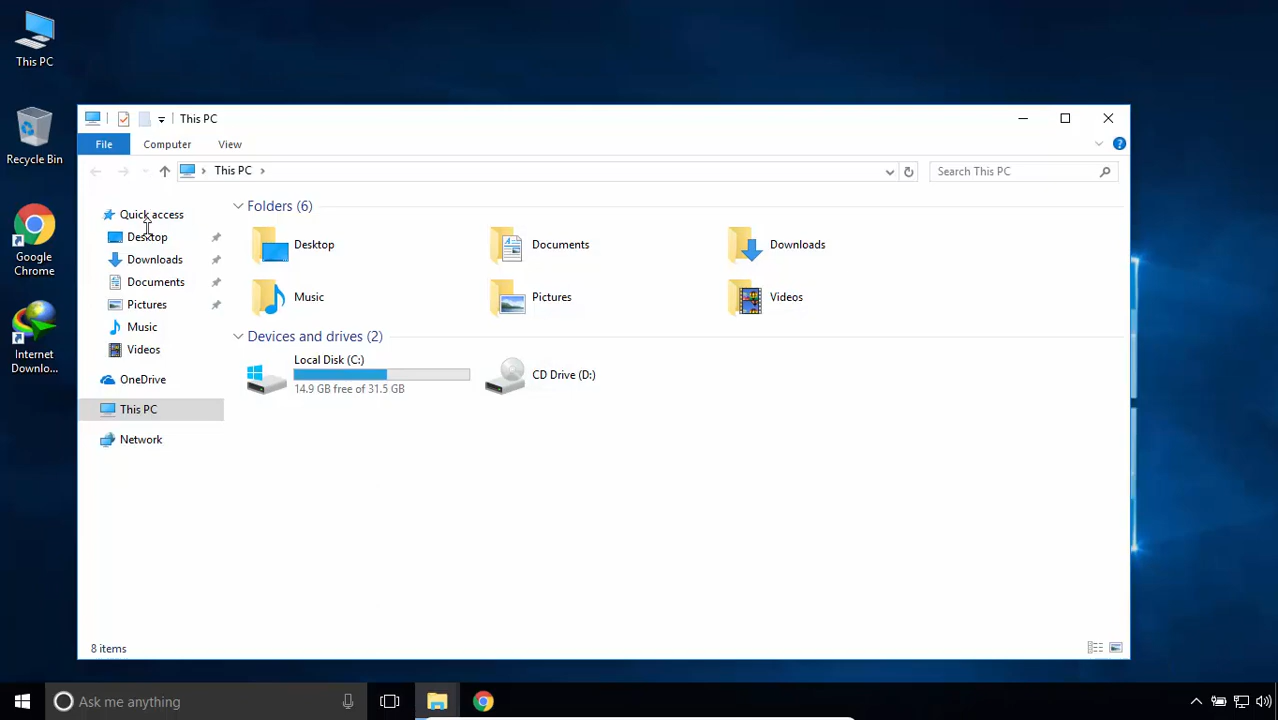 This PC
Recycle Bin
Google
Chrome
Internet
Downlo...
This PC
File
Computer
View
This PC
Search This PC
Quick access
Desktop
Downloads
Documents
Pictures
Music
Videos
OneDrive
This PC
Network
Folders (6)
Desktop
Documents
Downloads
Music
Pictures
Videos
Devices and drives (2)
Local Disk (C:)
14.9 GB free of 31.5 GB
CD Drive (D:)
8 items
Ask me anything